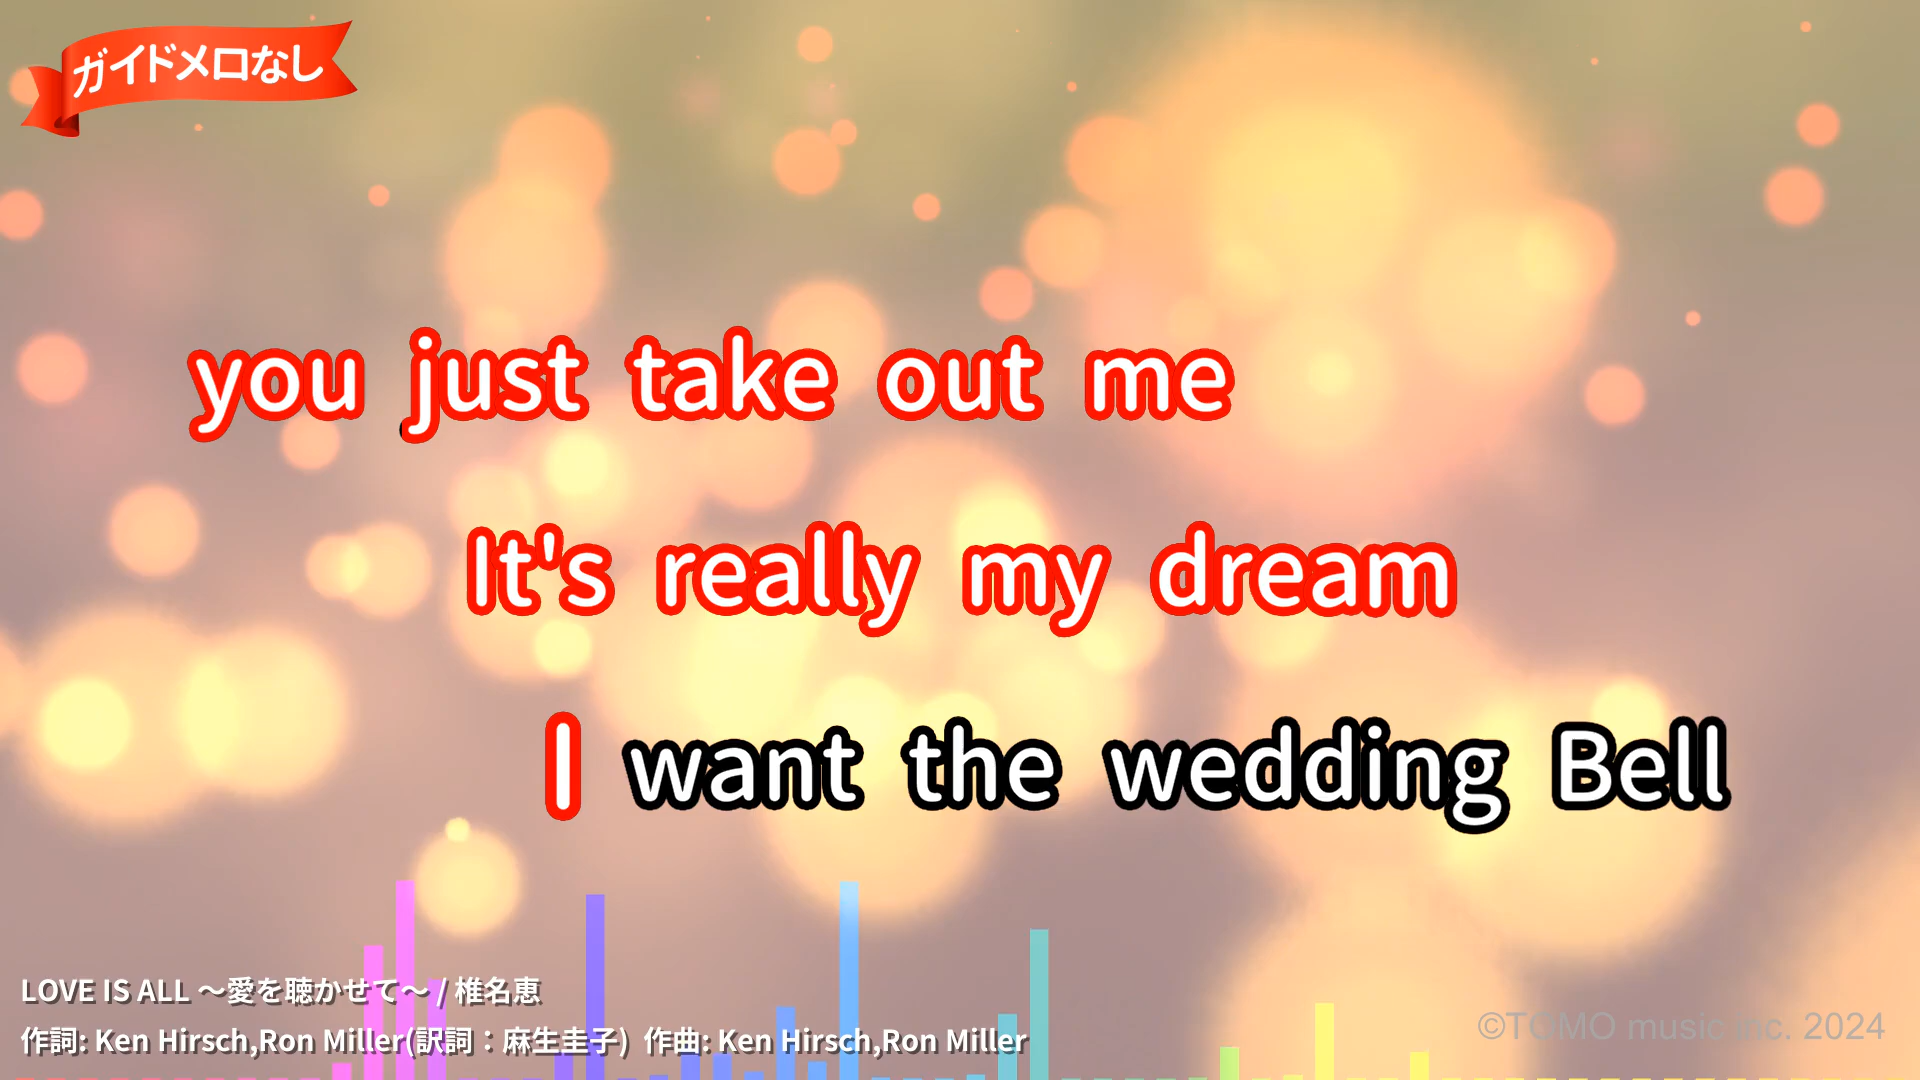 ガイドメロなし
you just take out me
It's really my dream
I want the wedding Bell
LOVE IS ALL ～愛を聴かせて～ / 椎名恵
作詞: Ken Hirsch,Ron Miller(訳詞：麻生圭子) 作曲: Ken Hirsch,Ron Miller
©TOMO music inc. 2024